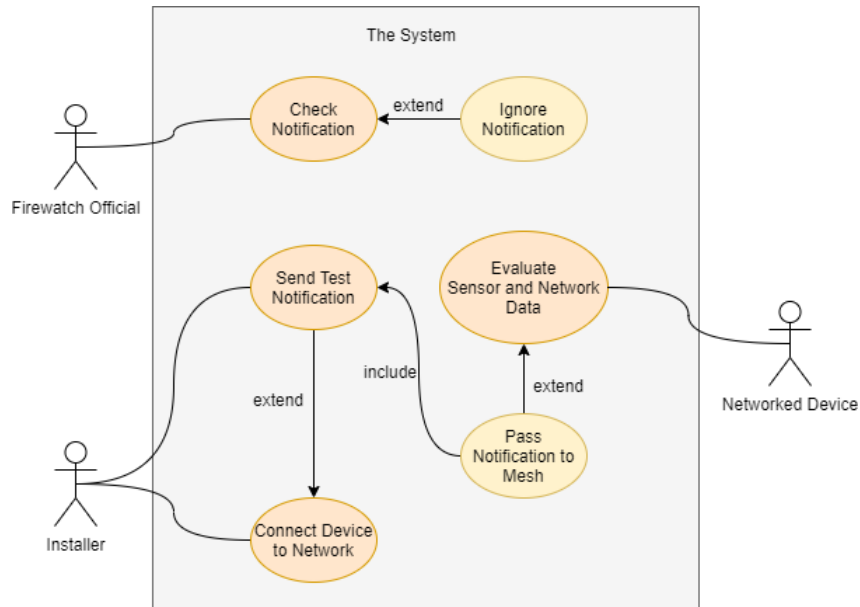 The System
Check
Notification
extend
Ignore
Notification
Firewatch Official
Send Test
Notification
Evaluate
Sensor and Network
Data
include
extend
extend
Networked Device
Pass
Notification to
Mesh
Installer
Connect Device
to Network